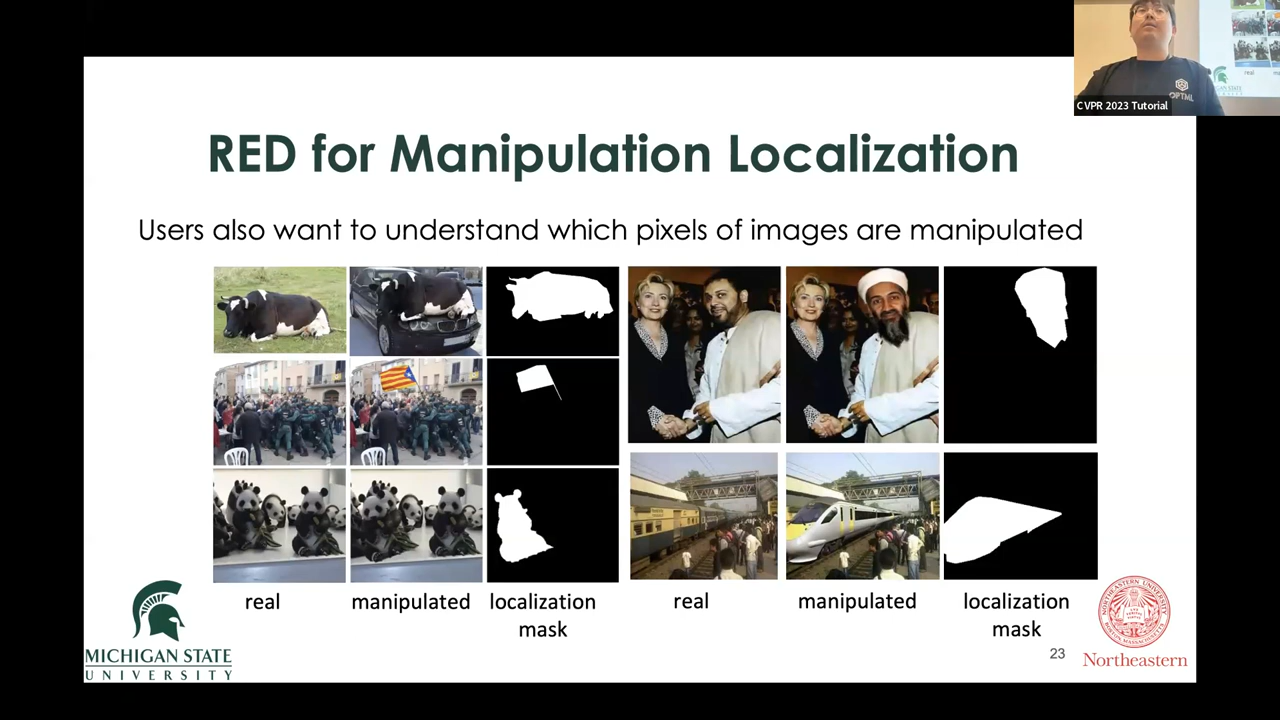 CVPR 2023 Tutorial
OPTML
RED for Manipulation Localization
Users also want to understand which pixels of images are manipulated
real
manipulated
localization
mask
real
manipulated
localization
mask
MICHIGAN STATE
UNIVERSITY
23
Northeastern